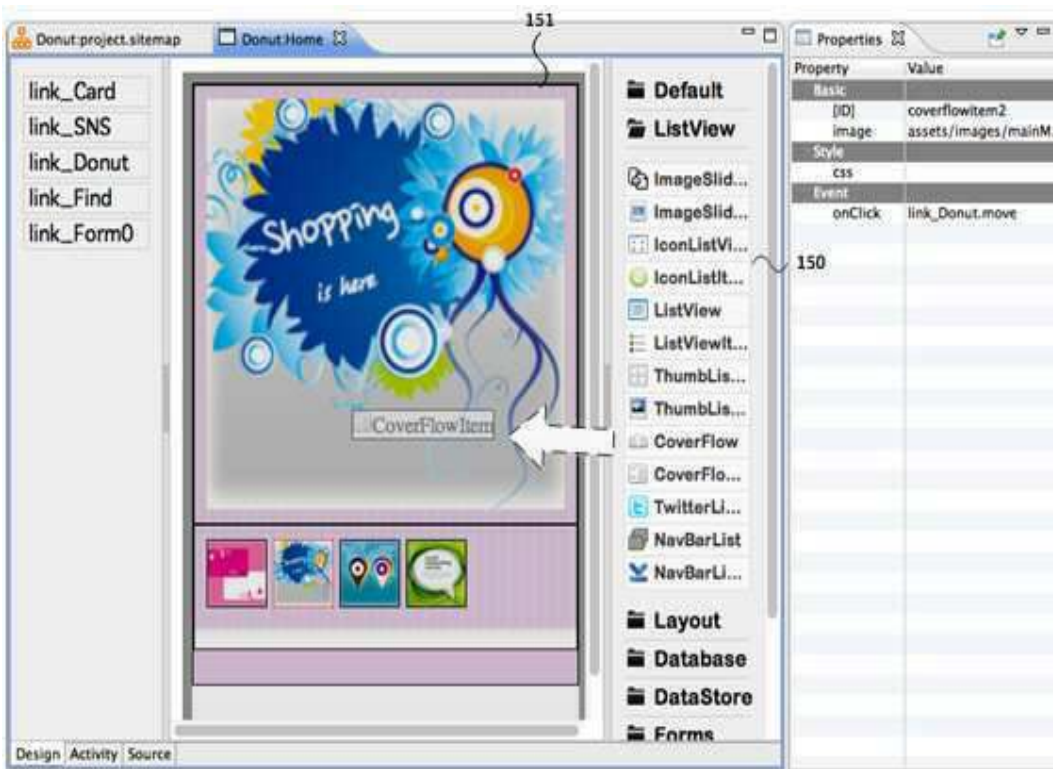 151
Donut:project.sitemap
Donut:Home
Properties
link_Card
link_SNS
link_Donut
link_Find
link_Form0
Shopping
is here
CoverFlowItem
Default
ListView
ImageSlid...
ImageSlid...
IconListVi...
IconListIt...
ListView
ListViewIt...
ThumbLis...
ThumbLis...
CoverFlow
CoverFlo...
TwitterLi...
NavBarList
NavBarLi...
Layout
Database
DataStore
Forms
150
Property Value
Basic
[ID] coverflowitem2
image assets/images/mainM
Style
css
Event
onClick link_Donut.move
Design Activity Source